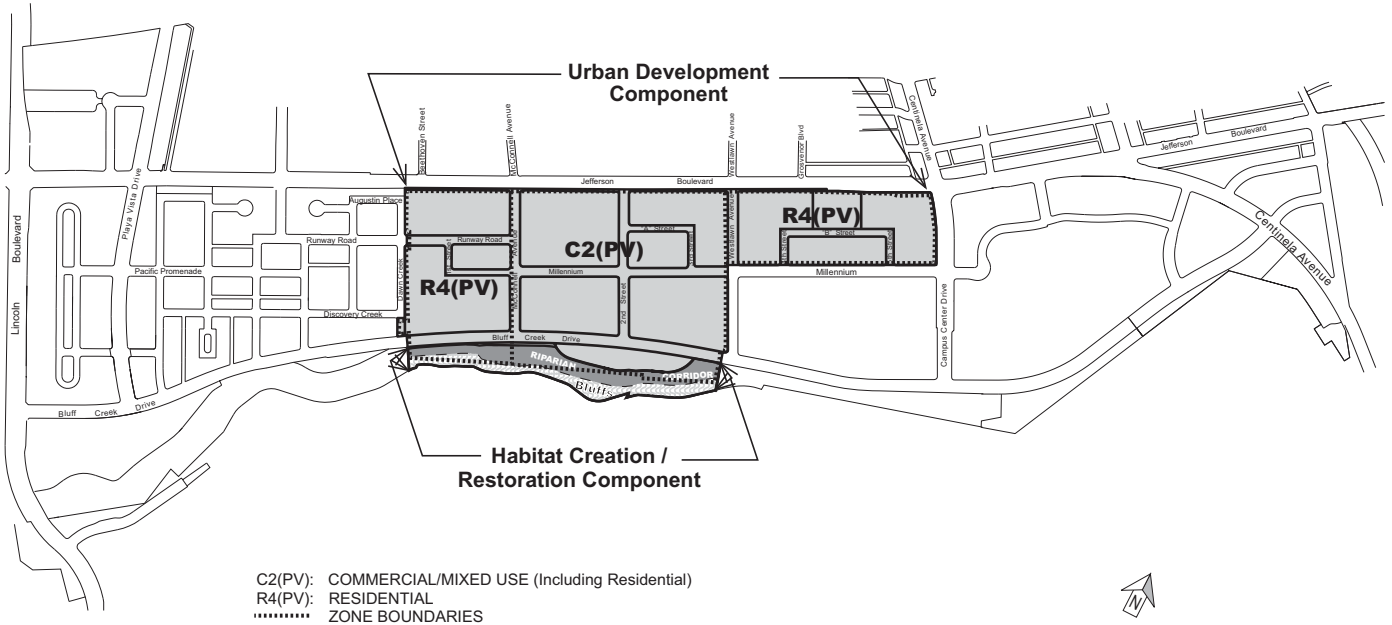 Urban Development
Component
Beethoven Street
McConnell Avenue
Westlawn Avenue
Grosvenor Blvd
Centinela Avenue
Jefferson Boulevard
Jefferson Boulevard
Lincoln Boulevard
Playa Vista Drive
Augustin Place
Runway Road
Runway Road
Pacific Promenade
Dawn Creek
Discovery Creek
R4(PV)
C2(PV)
R4(PV)
"A" Street
"B" Street
Westlawn Avenue
Millennium
Millennium
2nd Street
Centinela Avenue
Campus Center Drive
Bluff Creek Drive
RIPARIAN
CORRIDOR
Bluffs
Bluff Creek Drive
Habitat Creation /
Restoration Component
C2(PV): COMMERCIAL/MIXED USE (Including Residential)
R4(PV): RESIDENTIAL
ZONE BOUNDARIES
N